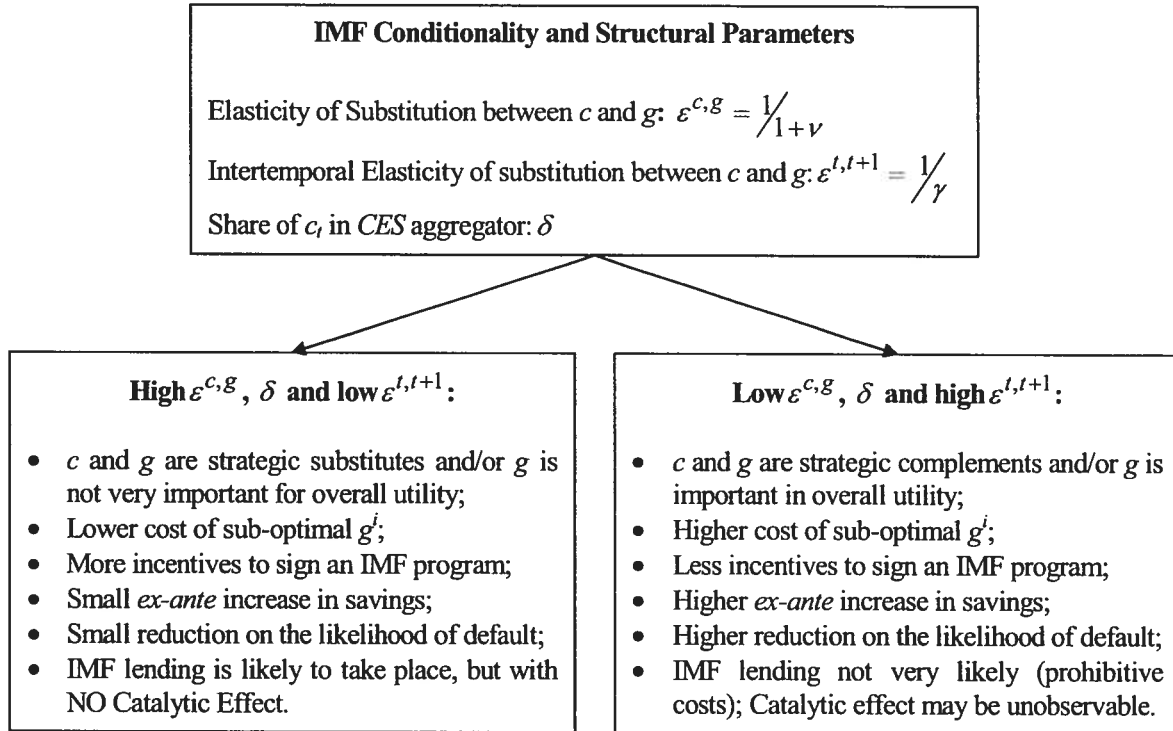 IMF Conditionality and Structural Parameters
Elasticity of Substitution between c and g: ε^{c,g} = 1/1+ν
Intertemporal Elasticity of substitution between c and g: ε^{t,t+1} = 1/γ
Share of c_t in CES aggregator: δ
High ε^{c,g}, δ and low ε^{t,t+1}:
• c and g are strategic substitutes and/or g is
not very important for overall utility;
• Lower cost of sub-optimal g^i;
• More incentives to sign an IMF program;
• Small ex-ante increase in savings;
• Small reduction on the likelihood of default;
• IMF lending is likely to take place, but with
NO Catalytic Effect.
Low ε^{c,g}, δ and high ε^{t,t+1}:
• c and g are strategic complements and/or g is
important in overall utility;
• Higher cost of sub-optimal g^i;
• Less incentives to sign an IMF program;
• Higher ex-ante increase in savings;
• Higher reduction on the likelihood of default;
• IMF lending not very likely (prohibitive
costs); Catalytic effect may be unobservable.